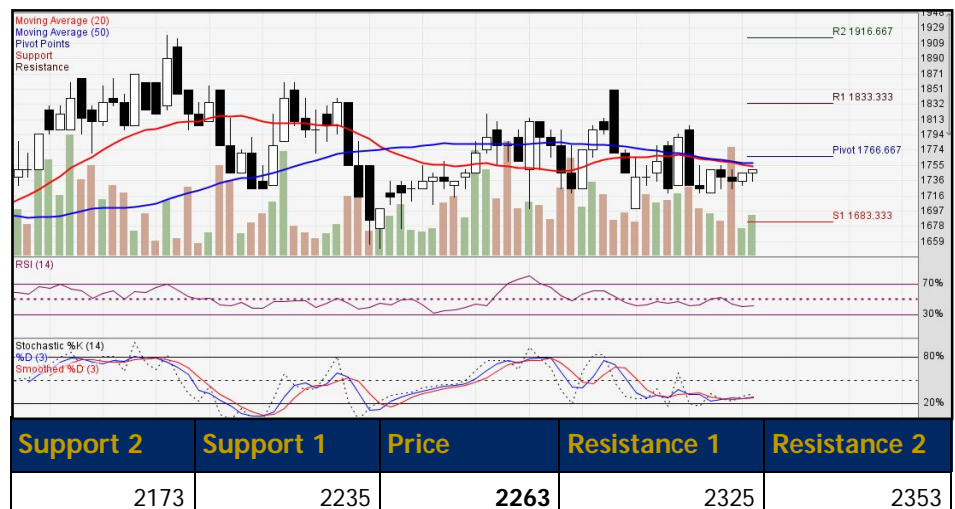 Moving Average (20)
Moving Average (50)
Pivot Points
Support
Resistance
1948
1929
1909
1890
1871
1851
1832
1813
1794
1774
1755
1736
1716
1697
1678
1659
R2 1916.667
R1 1833.333
Pivot 1766.667
S1 1683.333
RSI (14)
70%
30%
Stochastic %K (14)
%D (3)
Smoothed %D (3)
80%
20%
Support 2 Support 1 Price Resistance 1 Resistance 2
2173 2235 2263 2325 2353